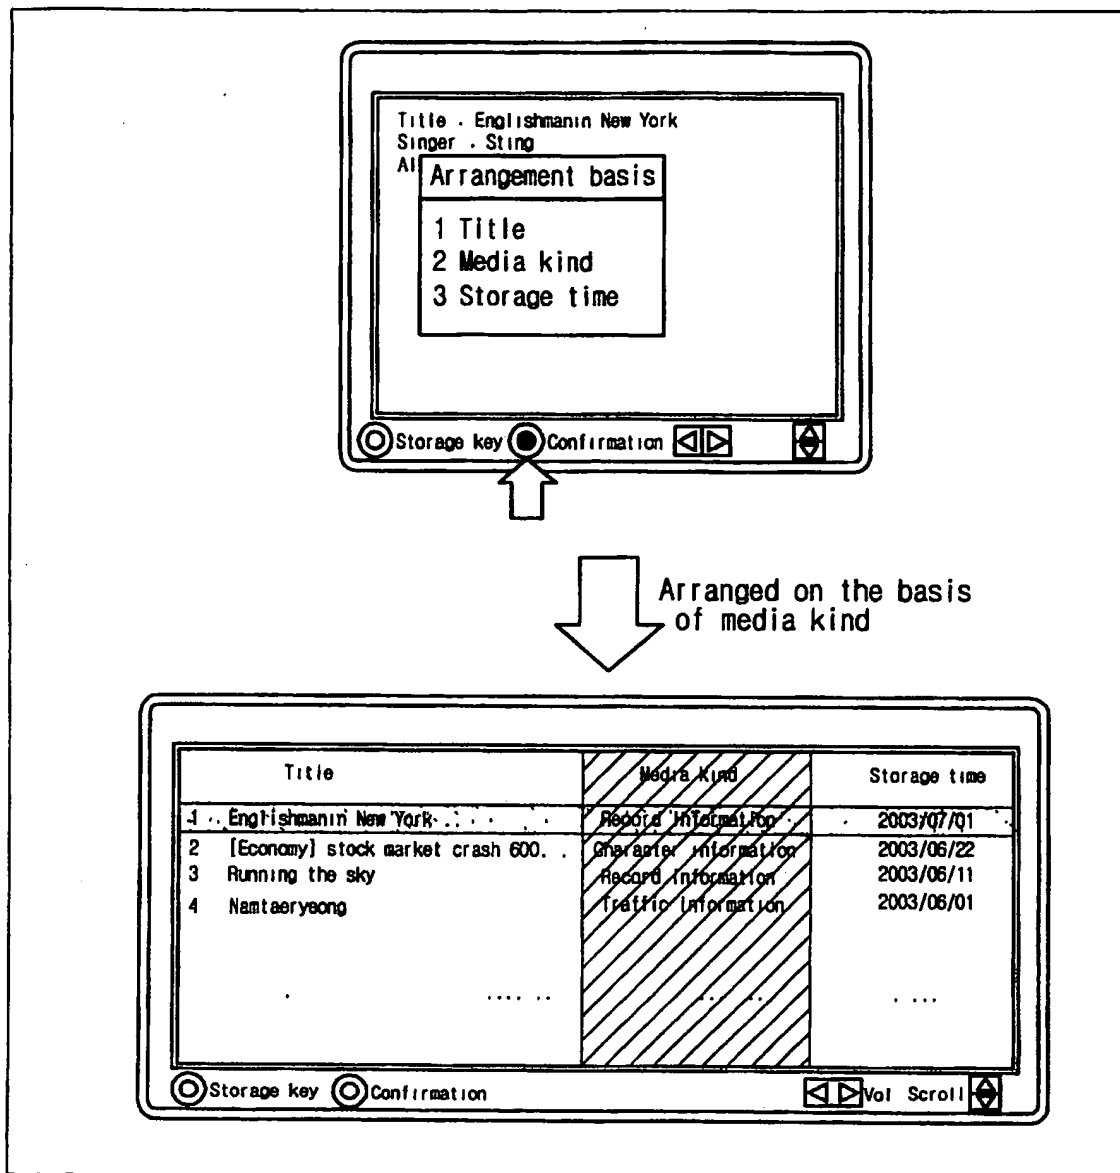 Title . Englishmanin New York
Singer . Sting
Al
Arrangement basis
1 Title
2 Media kind
3 Storage time
Storage key Confirmation
Arranged on the basis
of media kind
Title Media Kind Storage time
1 Englishmanin New York Record Information 2003/07/01
2 [Economy] stock market crash 600. . Character information 2003/06/22
3 Running the sky Record Information 2003/06/11
4 Namtaeryeong Traffic Information 2003/06/01
Storage key Confirmation Vol Scroll